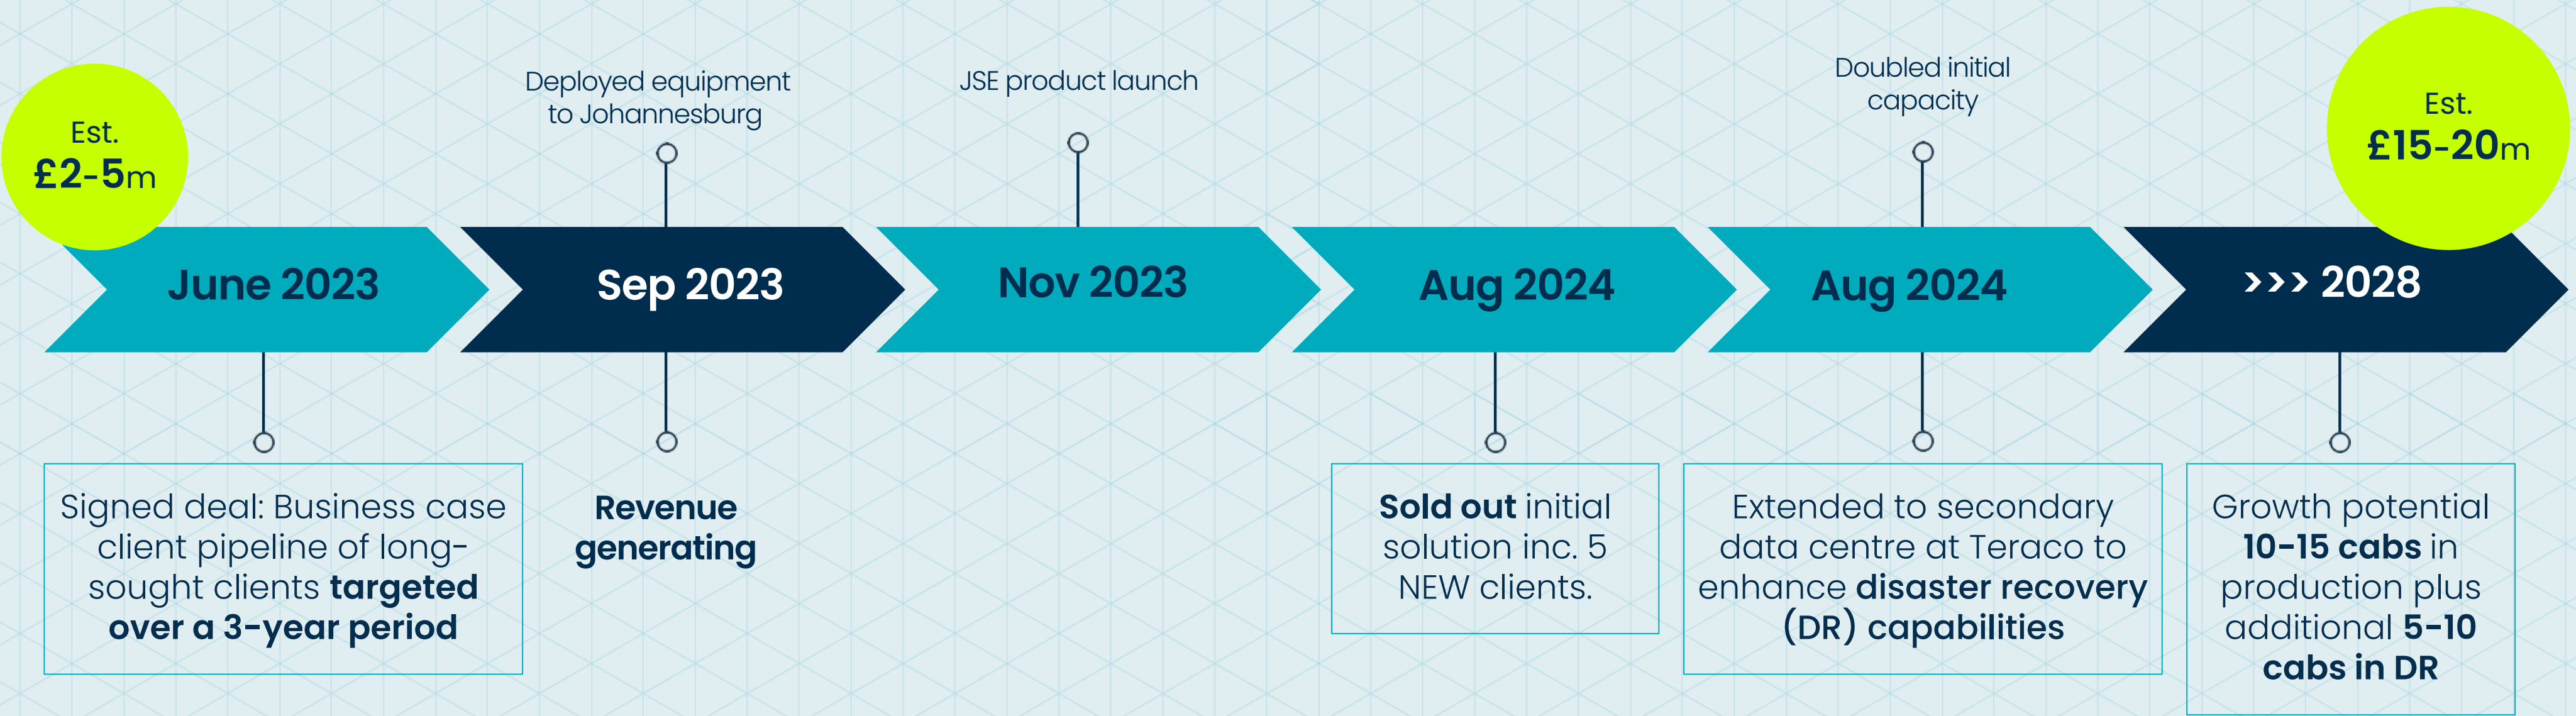 Est.
£2-5m
Deployed equipment
to Johannesburg
JSE product launch
Doubled initial
capacity
Est.
£15-20m
June 2023
Sep 2023
Nov 2023
Aug 2024
Aug 2024
>>> 2028
Signed deal: Business case
client pipeline of long-
sought clients targeted
over a 3-year period
Revenue
generating
Sold out initial
solution inc. 5
NEW clients.
Extended to secondary
data centre at Teraco to
enhance disaster recovery
(DR) capabilities
Growth potential
10-15 cabs in
production plus
additional 5-10
cabs in DR